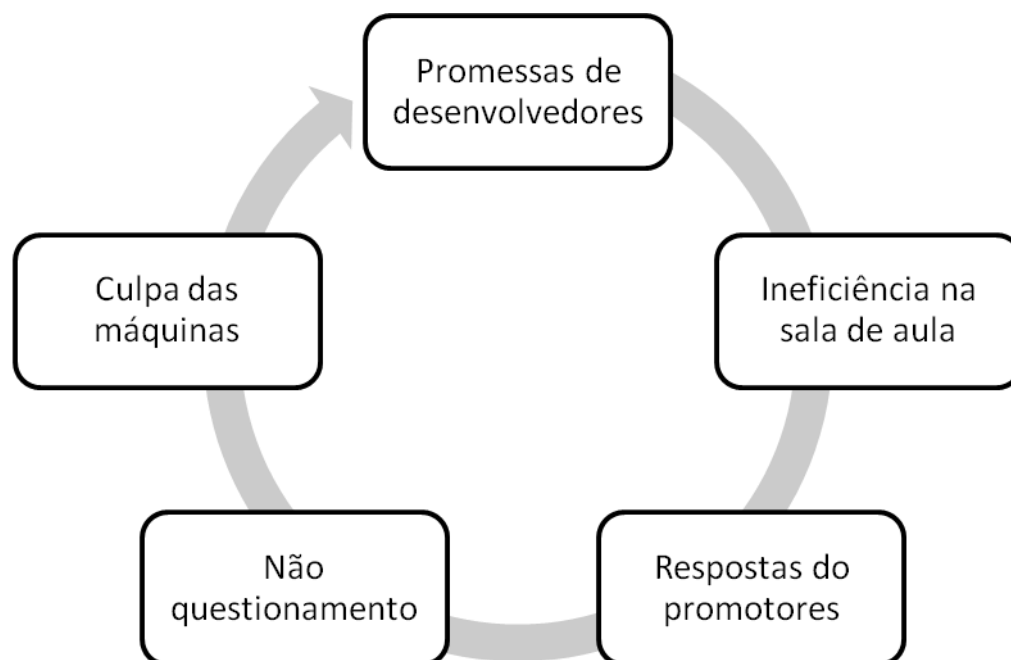 Promessas de
desenvolvedores
Ineficiência na
sala de aula
Respostas do
promotores
Não
questionamento
Culpa das
máquinas